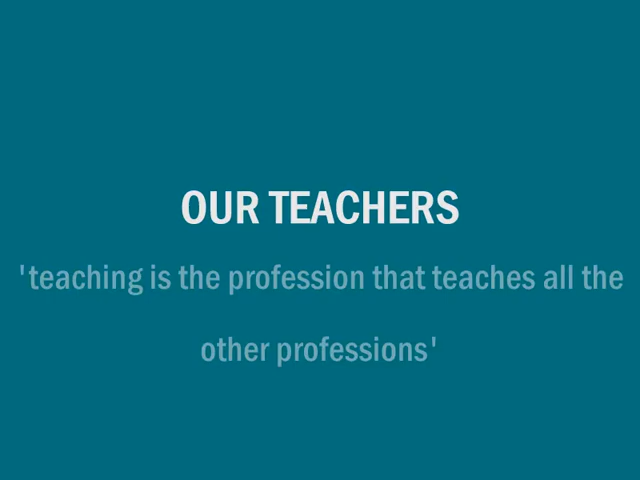 OUR TEACHERS
'teaching is the profession that teaches all the
other professions'